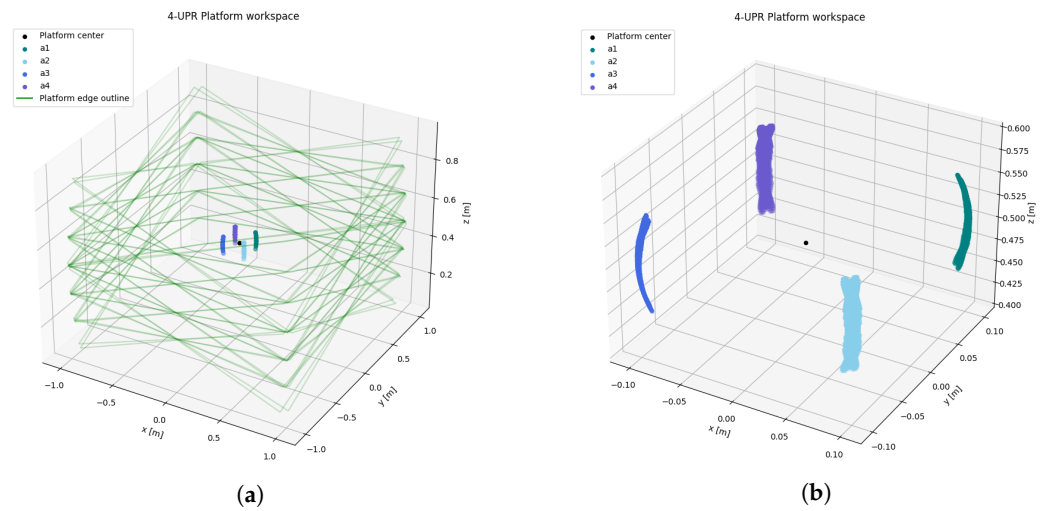 4-UPR Platform workspace
Platform center
a1
a2
a3
a4
Platform edge outline
0.8
0.6
0.4
0.2
z [m]
−1.0
−0.5
0.0
0.5
1.0
x [m]
−1.0
−0.5
0.0
0.5
1.0
y [m]
(a)
4-UPR Platform workspace
Platform center
a1
a2
a3
a4
0.600
0.575
0.550
0.525
0.500
0.475
0.450
0.425
0.400
z [m]
−0.10
−0.05
0.00
0.05
0.10
x [m]
−0.10
−0.05
0.00
0.05
0.10
y [m]
(b)